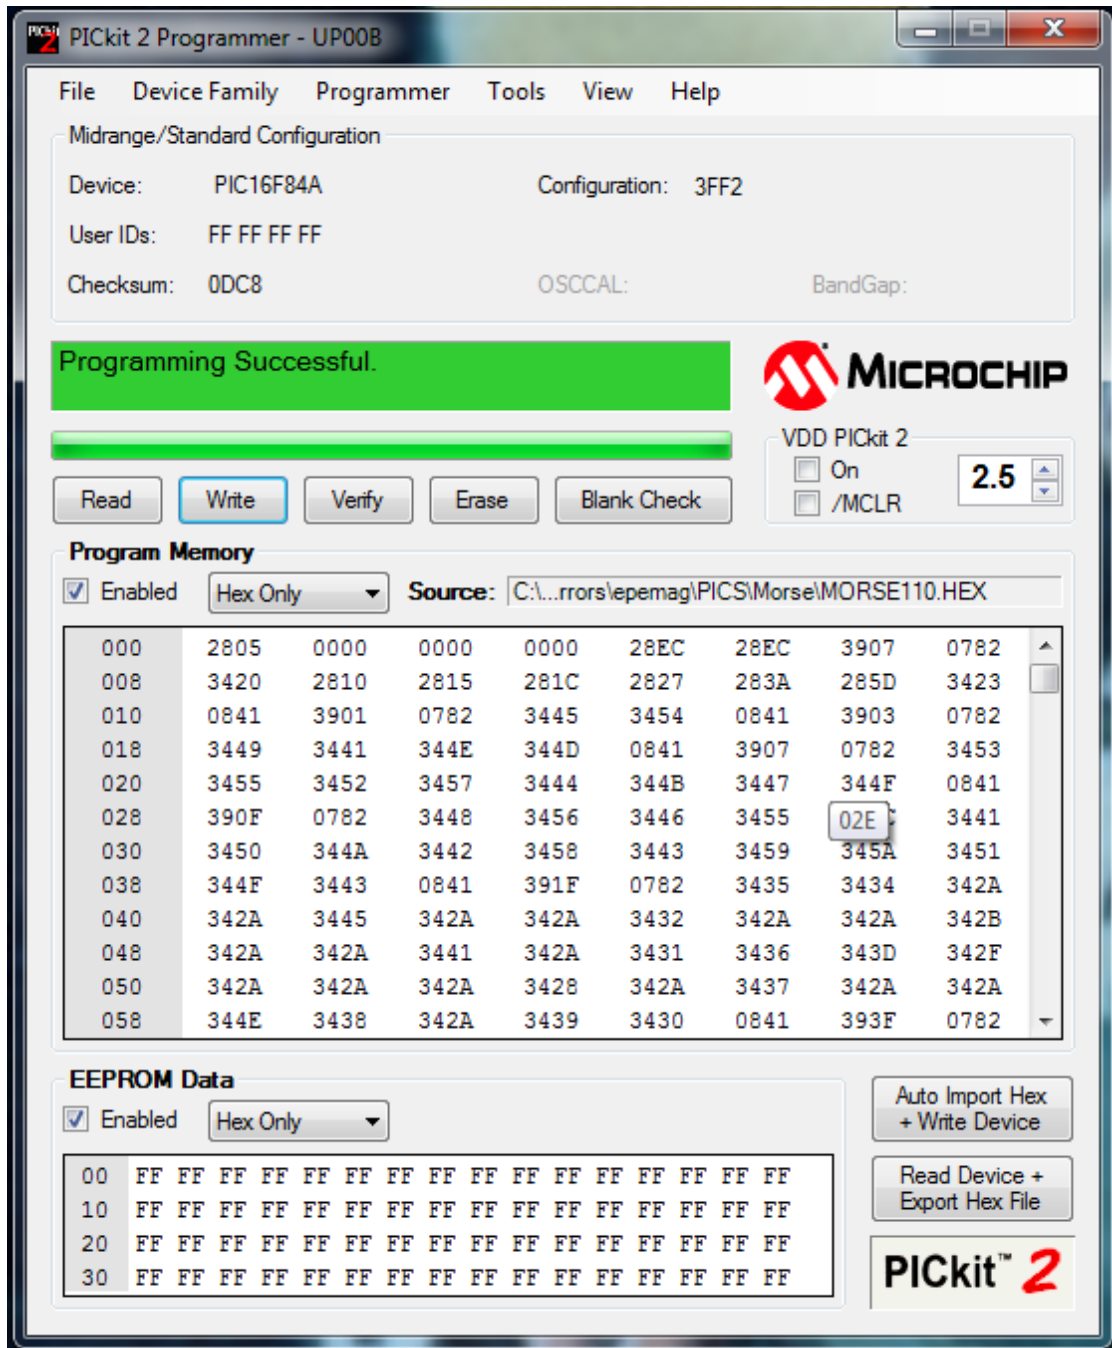 PICkit 2 Programmer - UP00B
File Device Family Programmer Tools View Help
Midrange/Standard Configuration
Device: PIC16F84A Configuration: 3FF2
User IDs: FF FF FF FF
Checksum: 0DC8 OSCCAL: BandGap:
Programming Successful.
MICROCHIP
VDD PICkit 2
On
/MCLR
2.5
Read Write Verify Erase Blank Check
Program Memory
Enabled Hex Only Source: C:\...rrors\epemag\PICS\Morse\MORSE110.HEX
000 2805 0000 0000 0000 28EC 28EC 3907 0782
008 3420 2810 2815 281C 2827 283A 285D 3423
010 0841 3901 0782 3445 3454 0841 3903 0782
018 3449 3441 344E 344D 0841 3907 0782 3453
020 3455 3452 3457 3444 344B 3447 344F 0841
028 390F 0782 3448 3456 3446 3455 02E 3441
030 3450 344A 3442 3458 3443 3459 345A 3451
038 344F 3443 0841 391F 0782 3435 3434 342A
040 342A 3445 342A 342A 3432 342A 342A 342B
048 342A 342A 3441 342A 3431 3436 343D 342F
050 342A 342A 342A 3428 342A 3437 342A 342A
058 344E 3438 342A 3439 3430 0841 393F 0782
EEPROM Data
Enabled Hex Only
00 FF FF FF FF FF FF FF FF FF FF FF FF FF FF FF FF
10 FF FF FF FF FF FF FF FF FF FF FF FF FF FF FF FF
20 FF FF FF FF FF FF FF FF FF FF FF FF FF FF FF FF
30 FF FF FF FF FF FF FF FF FF FF FF FF FF FF FF FF
Auto Import Hex
+ Write Device
Read Device +
Export Hex File
PICkit™ 2